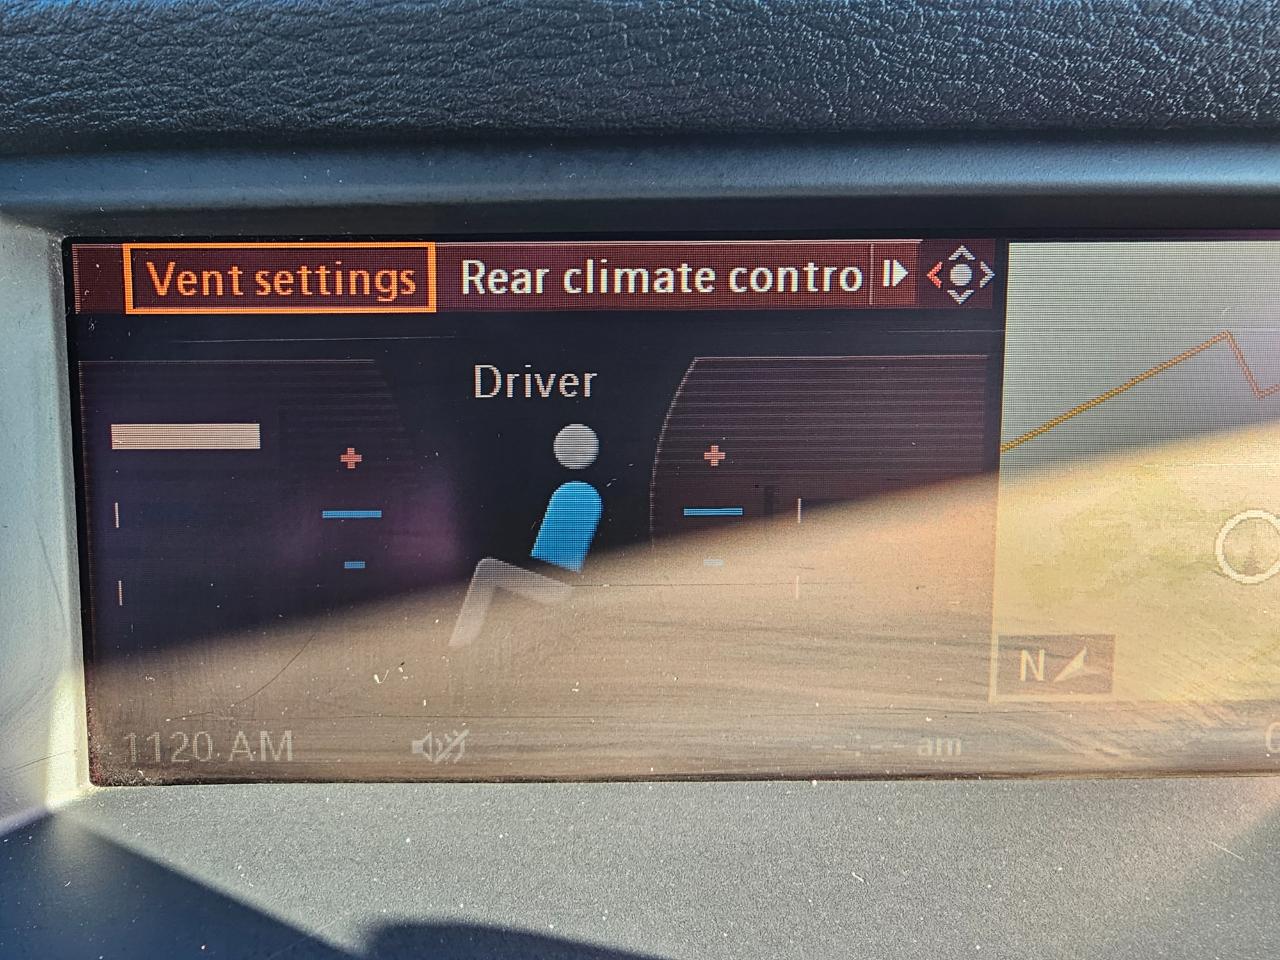 Vent settings Rear climate contro
Driver
N
1120 AM
--:-- am